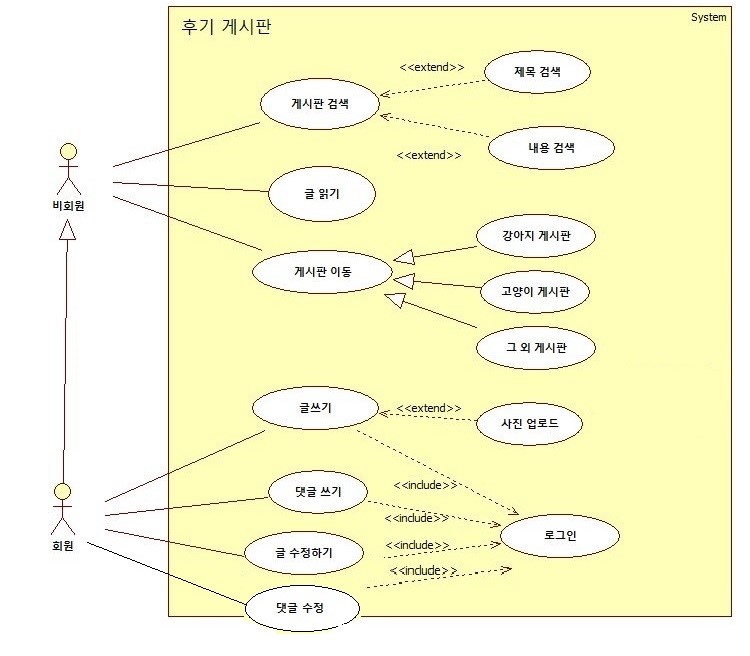 후기 게시판
System
<<extend>>
제목 검색
게시판 검색
내용 검색
<<extend>>
비회원
글 읽기
강아지 게시판
게시판 이동
고양이 게시판
그 외 게시판
글쓰기
<<extend>>
사진 업로드
<<include>>
댓글 쓰기
<<include>>
로그인
회원
글 수정하기
<<include>>
<<include>>
댓글 수정